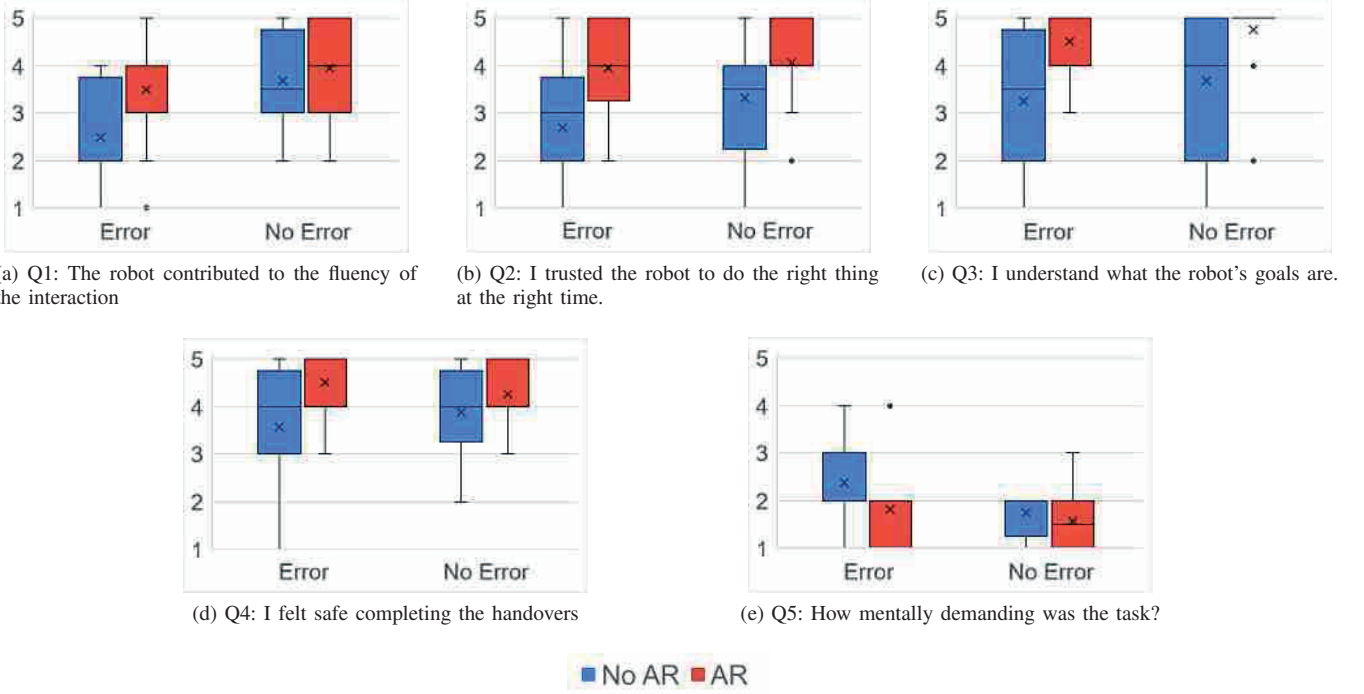 5
4
3
2
1
Error No Error
5
4
3
2
1
Error No Error
5
4
3
2
1
Error No Error
a) Q1: The robot contributed to the fluency of
the interaction
(b) Q2: I trusted the robot to do the right thing
at the right time.
(c) Q3: I understand what the robot's goals are.
5
4
3
2
1
Error No Error
5
4
3
2
1
Error No Error
(d) Q4: I felt safe completing the handovers
(e) Q5: How mentally demanding was the task?
No AR AR